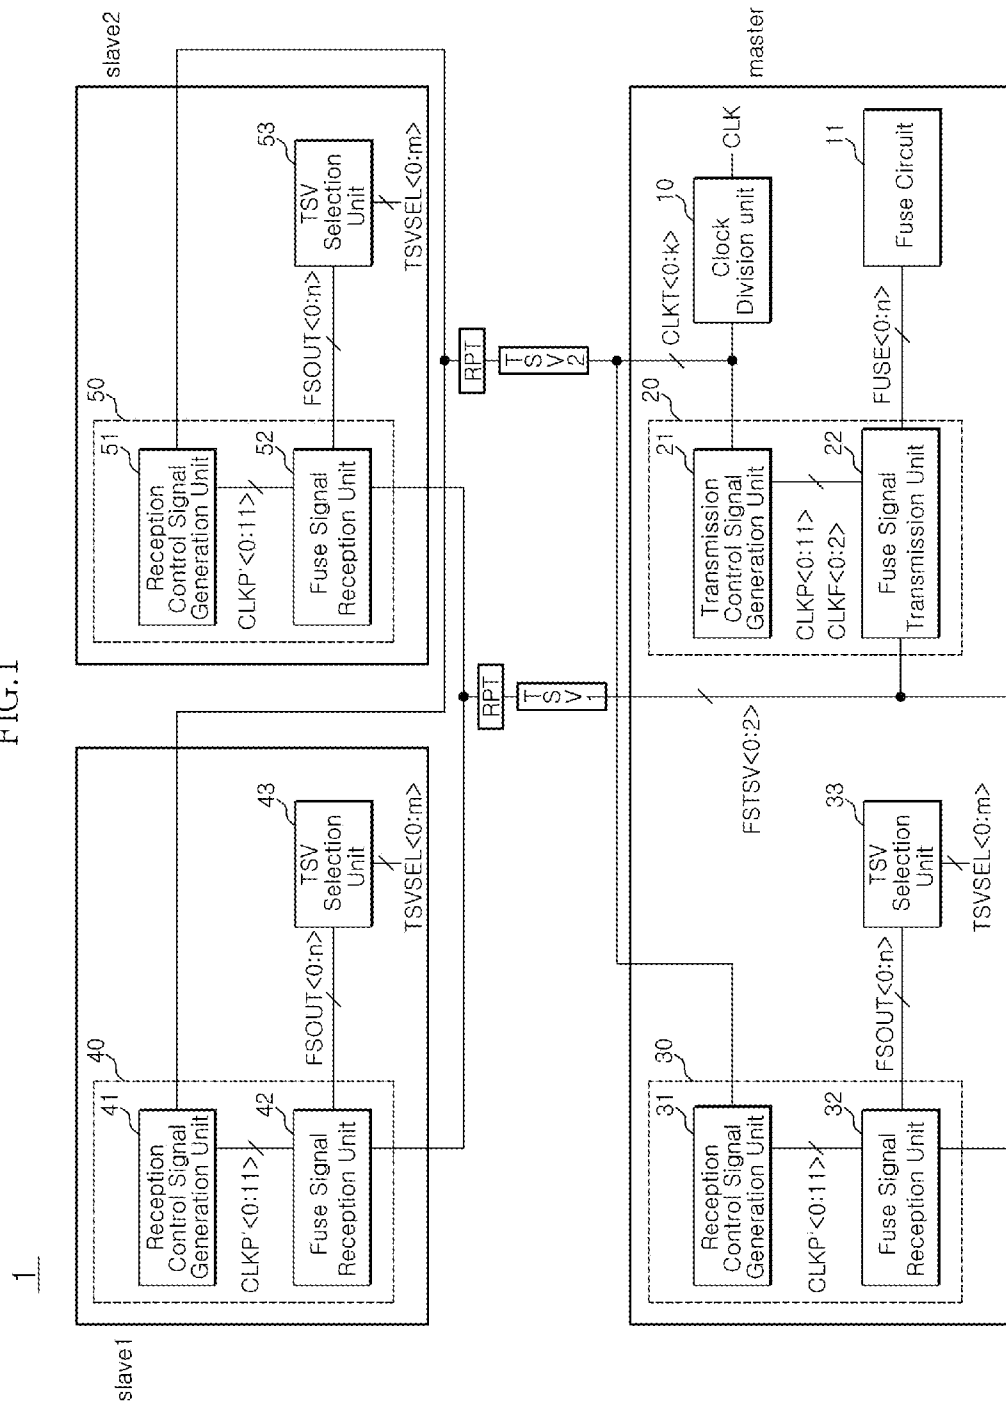 FIG.1
1
slave1
40
41
Reception
Control Signal
Generation Unit
CLKP'<0:11>
42
Fuse Signal
Reception Unit
FSOUT<0:n>
43
TSV
Selection
Unit
TSVSEL<0:m>
slave2
50
51
Reception
Control Signal
Generation Unit
CLKP'<0:11>
52
Fuse Signal
Reception Unit
FSOUT<0:n>
53
TSV
Selection
Unit
TSVSEL<0:m>
RPT
TSV1
RPT
TSV2
master
30
31
Reception
Control Signal
Generation Unit
CLKP'<0:11>
32
Fuse Signal
Reception Unit
FSOUT<0:n>
33
TSV
Selection
Unit
TSVSEL<0:m>
FSTSV<0:2>
20
21
Transmission
Control Signal
Generation Unit
CLKP<0:11>
CLKF<0:2>
22
Fuse Signal
Transmission Unit
CLKT<0:k>
10
Clock
Division unit
CLK
FUSE<0:n>
11
Fuse Circuit